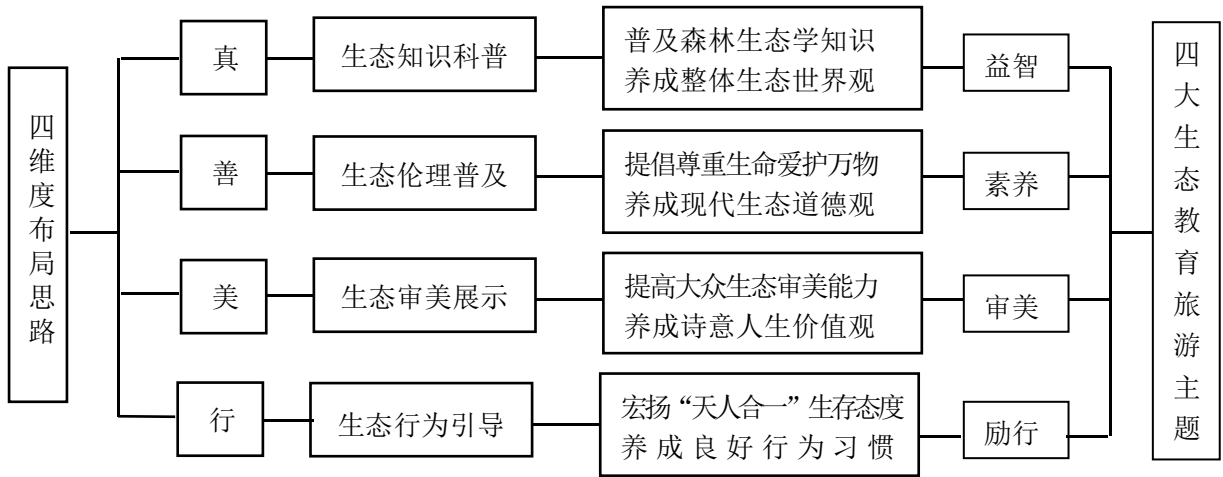 四维度布局思路
真
生态知识科普
普及森林生态学知识
养成整体生态世界观
益智
善
生态伦理普及
提倡尊重生命爱护万物
养成现代生态道德观
素养
美
生态审美展示
提高大众生态审美能力
养成诗意人生价值观
审美
行
生态行为引导
宏扬“天人合一”生存态度
养成良好行为习惯
励行
四大生态教育旅游主题